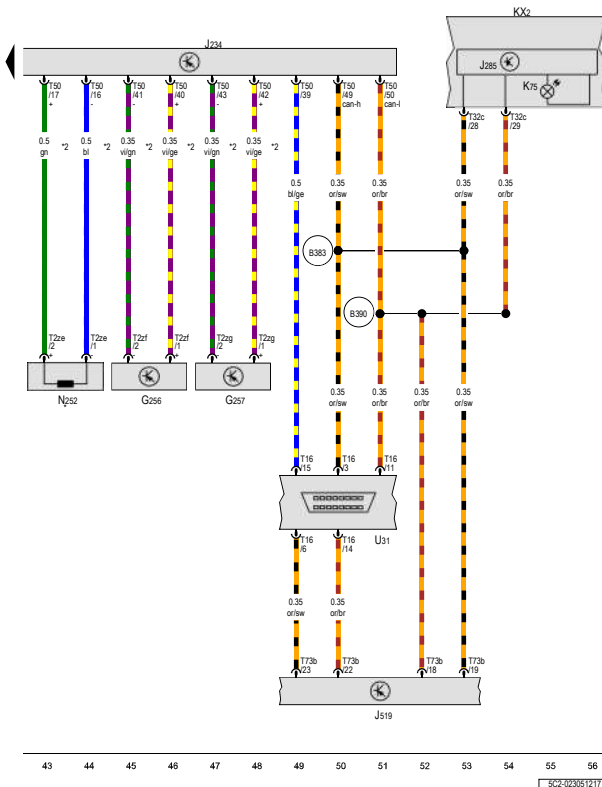 KX2
J234
J285
K75
T50 T50 T50 T50 T50 T50 T50 T50 T50
/17 /16 /41 /40 /43 /42 /39 /49 /50
+ - - + - + can-h can-l
T32c T32c
/28 /29
0.5 *2 0.5 *2 0.35 *2 0.35 *2 0.35 *2 0.35 *2
gn bl vi/gn vi/ge vi/gn vi/ge
0.5 0.35 0.35 0.35 0.35
bl/ge or/sw or/br or/sw or/br
B383
B390
T2ze T2ze T2zf T2zf T2zg T2zg
/2 /1 /2 /1 /2 /1
+ - - + - +
N252 G256 G257
0.35 0.35 0.35 0.35
or/sw or/br or/br or/sw
T16 T16 T16
/15 /3 /11
U31
T16 T16
/6 /14
0.35 0.35
or/sw or/br
T73b T73b T73b T73b
/23 /22 /18 /19
J519
43 44 45 46 47 48 49 50 51 52 53 54 55 56
5C2-023051217